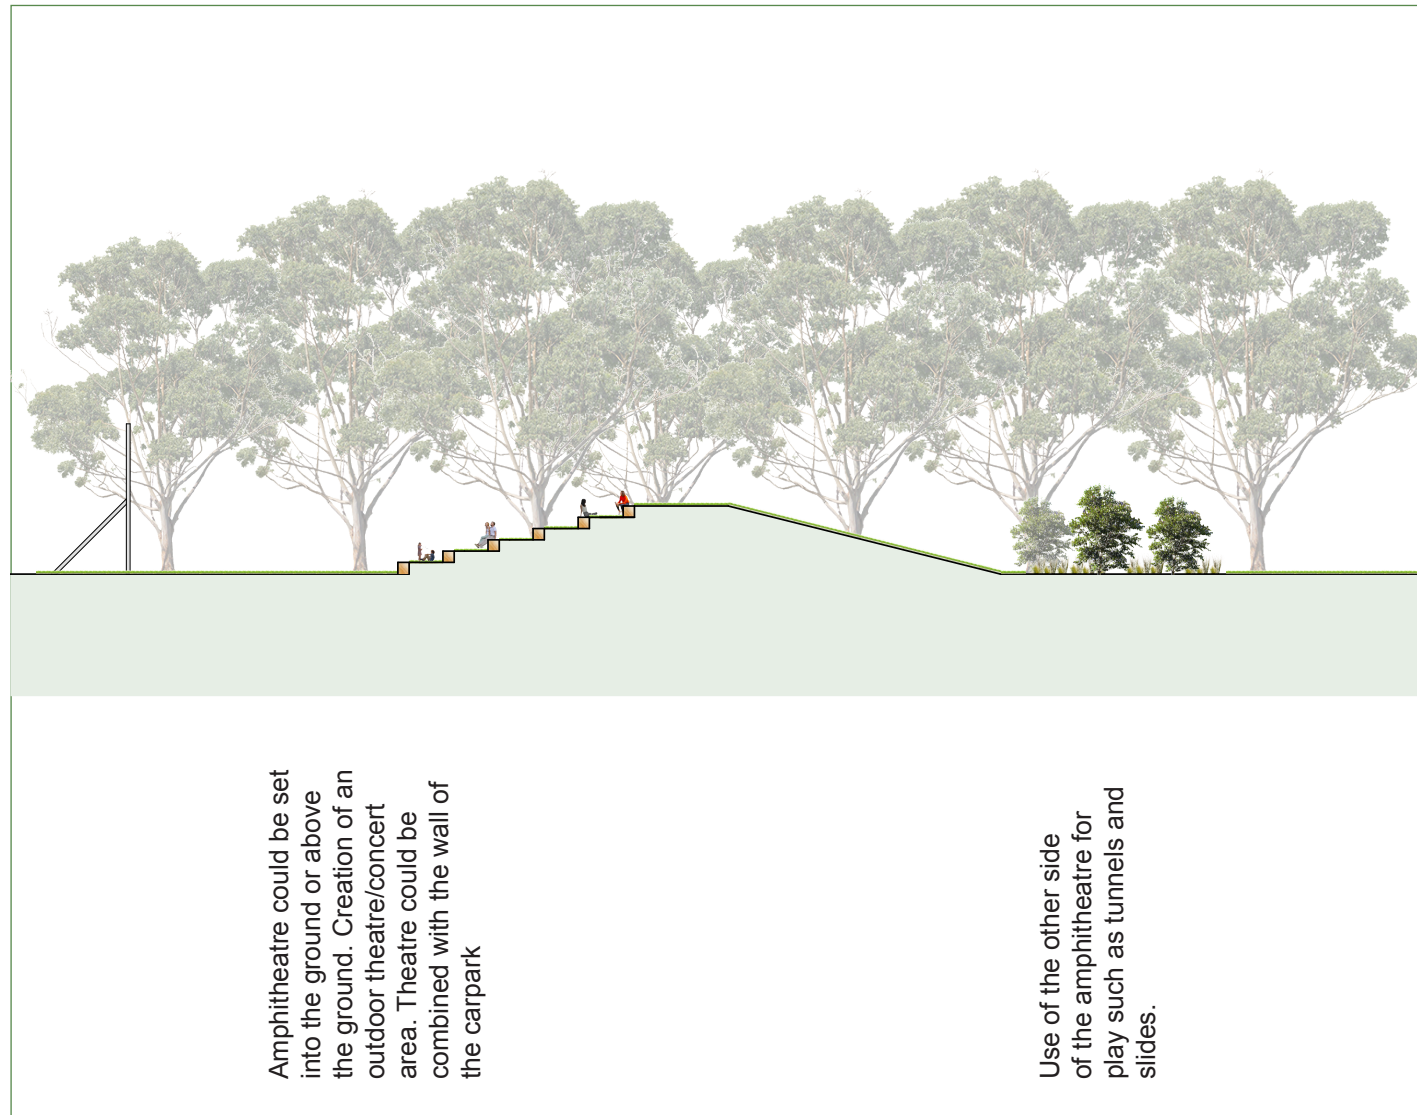 Amphitheatre could be set
into the ground or above
the ground. Creation of an
outdoor theatre/concert
area. Theatre could be
combined with the wall of
the carpark
Use of the other side
of the amphitheatre for
play such as tunnels and
slides.